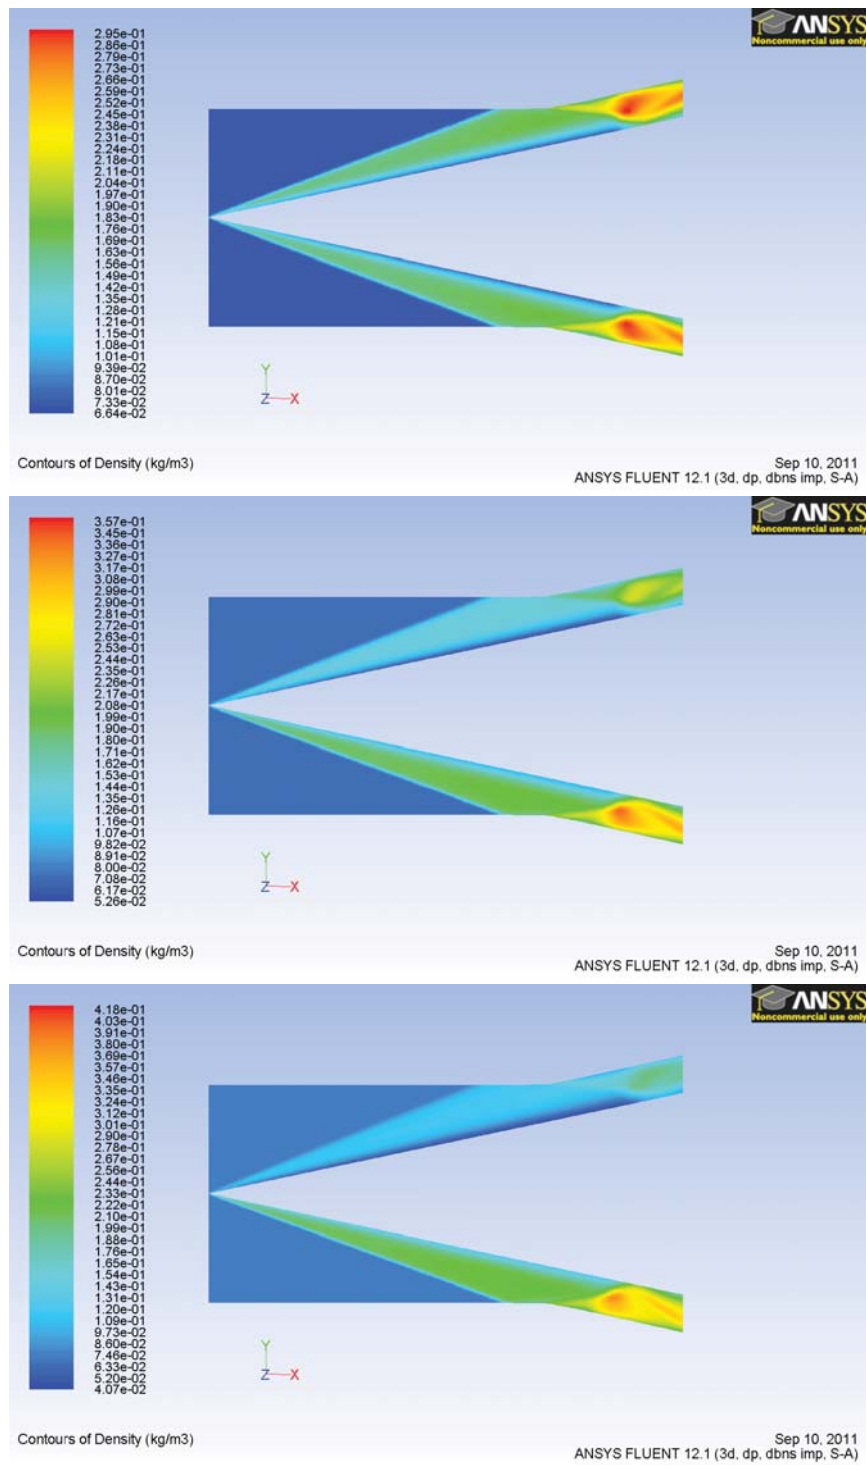 ANSYS
Noncommercial use only
2.95e-01
2.86e-01
2.79e-01
2.73e-01
2.66e-01
2.59e-01
2.52e-01
2.45e-01
2.38e-01
2.31e-01
2.24e-01
2.18e-01
2.11e-01
2.04e-01
1.97e-01
1.90e-01
1.83e-01
1.76e-01
1.69e-01
1.63e-01
1.56e-01
1.49e-01
1.42e-01
1.35e-01
1.28e-01
1.21e-01
1.15e-01
1.08e-01
1.01e-01
9.39e-02
8.70e-02
8.01e-02
7.33e-02
6.64e-02
Y
Z X
Contours of Density (kg/m3)
Sep 10, 2011
ANSYS FLUENT 12.1 (3d, dp, dbns imp, S-A)
ANSYS
Noncommercial use only
3.57e-01
3.45e-01
3.36e-01
3.27e-01
3.17e-01
3.08e-01
2.99e-01
2.90e-01
2.81e-01
2.72e-01
2.63e-01
2.53e-01
2.44e-01
2.35e-01
2.26e-01
2.17e-01
2.08e-01
1.99e-01
1.90e-01
1.80e-01
1.71e-01
1.62e-01
1.53e-01
1.44e-01
1.35e-01
1.26e-01
1.16e-01
1.07e-01
9.82e-02
8.91e-02
8.00e-02
7.08e-02
6.17e-02
5.26e-02
Y
Z X
Contours of Density (kg/m3)
Sep 10, 2011
ANSYS FLUENT 12.1 (3d, dp, dbns imp, S-A)
ANSYS
Noncommercial use only
4.18e-01
4.03e-01
3.91e-01
3.80e-01
3.69e-01
3.57e-01
3.46e-01
3.35e-01
3.24e-01
3.12e-01
3.01e-01
2.90e-01
2.78e-01
2.67e-01
2.56e-01
2.44e-01
2.33e-01
2.22e-01
2.10e-01
1.99e-01
1.88e-01
1.76e-01
1.65e-01
1.54e-01
1.43e-01
1.31e-01
1.20e-01
1.09e-01
9.73e-02
8.60e-02
7.46e-02
6.33e-02
5.20e-02
4.07e-02
Y
Z X
Contours of Density (kg/m3)
Sep 10, 2011
ANSYS FLUENT 12.1 (3d, dp, dbns imp, S-A)